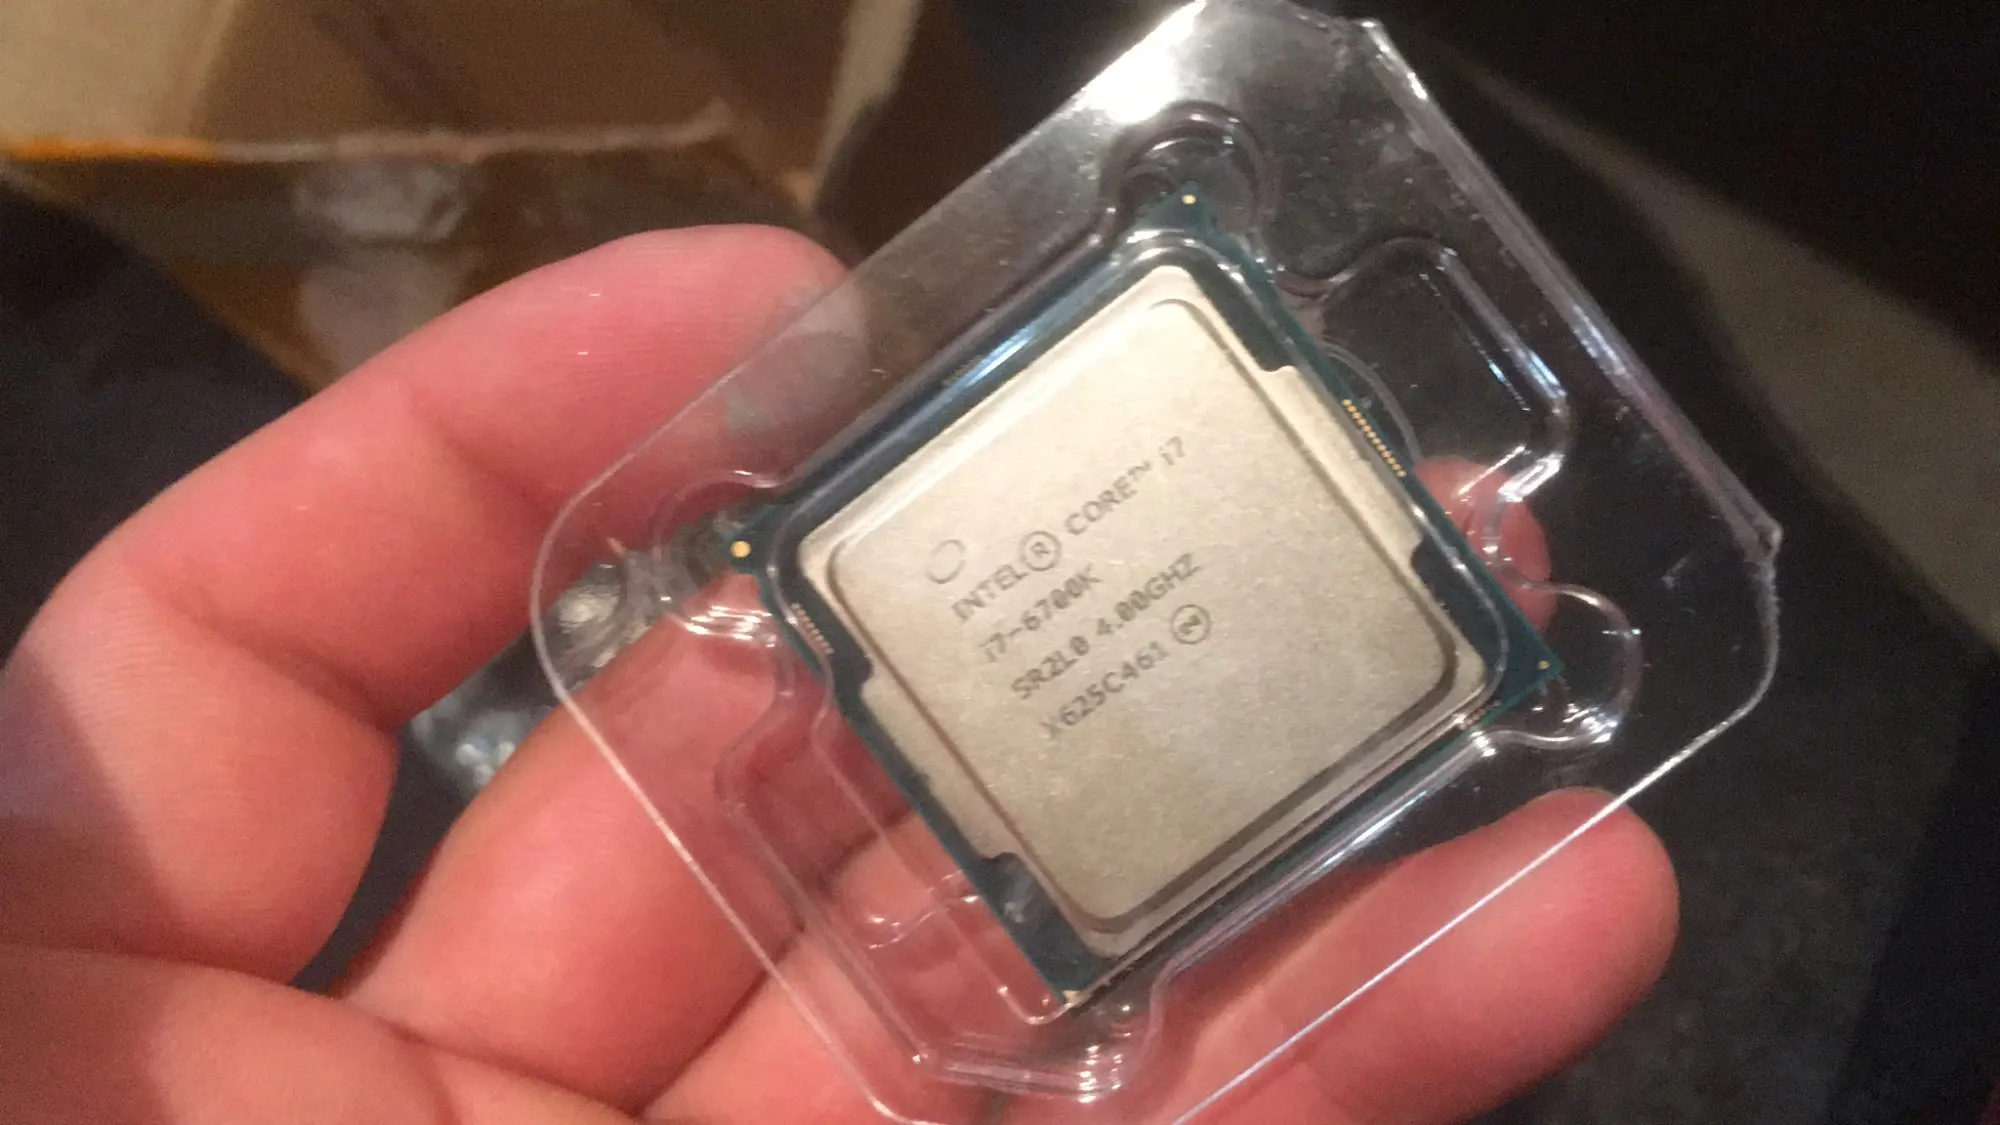 INTEL® CORE™ i7
i7-6700K
SR2L0 4.00GHZ
X625C461